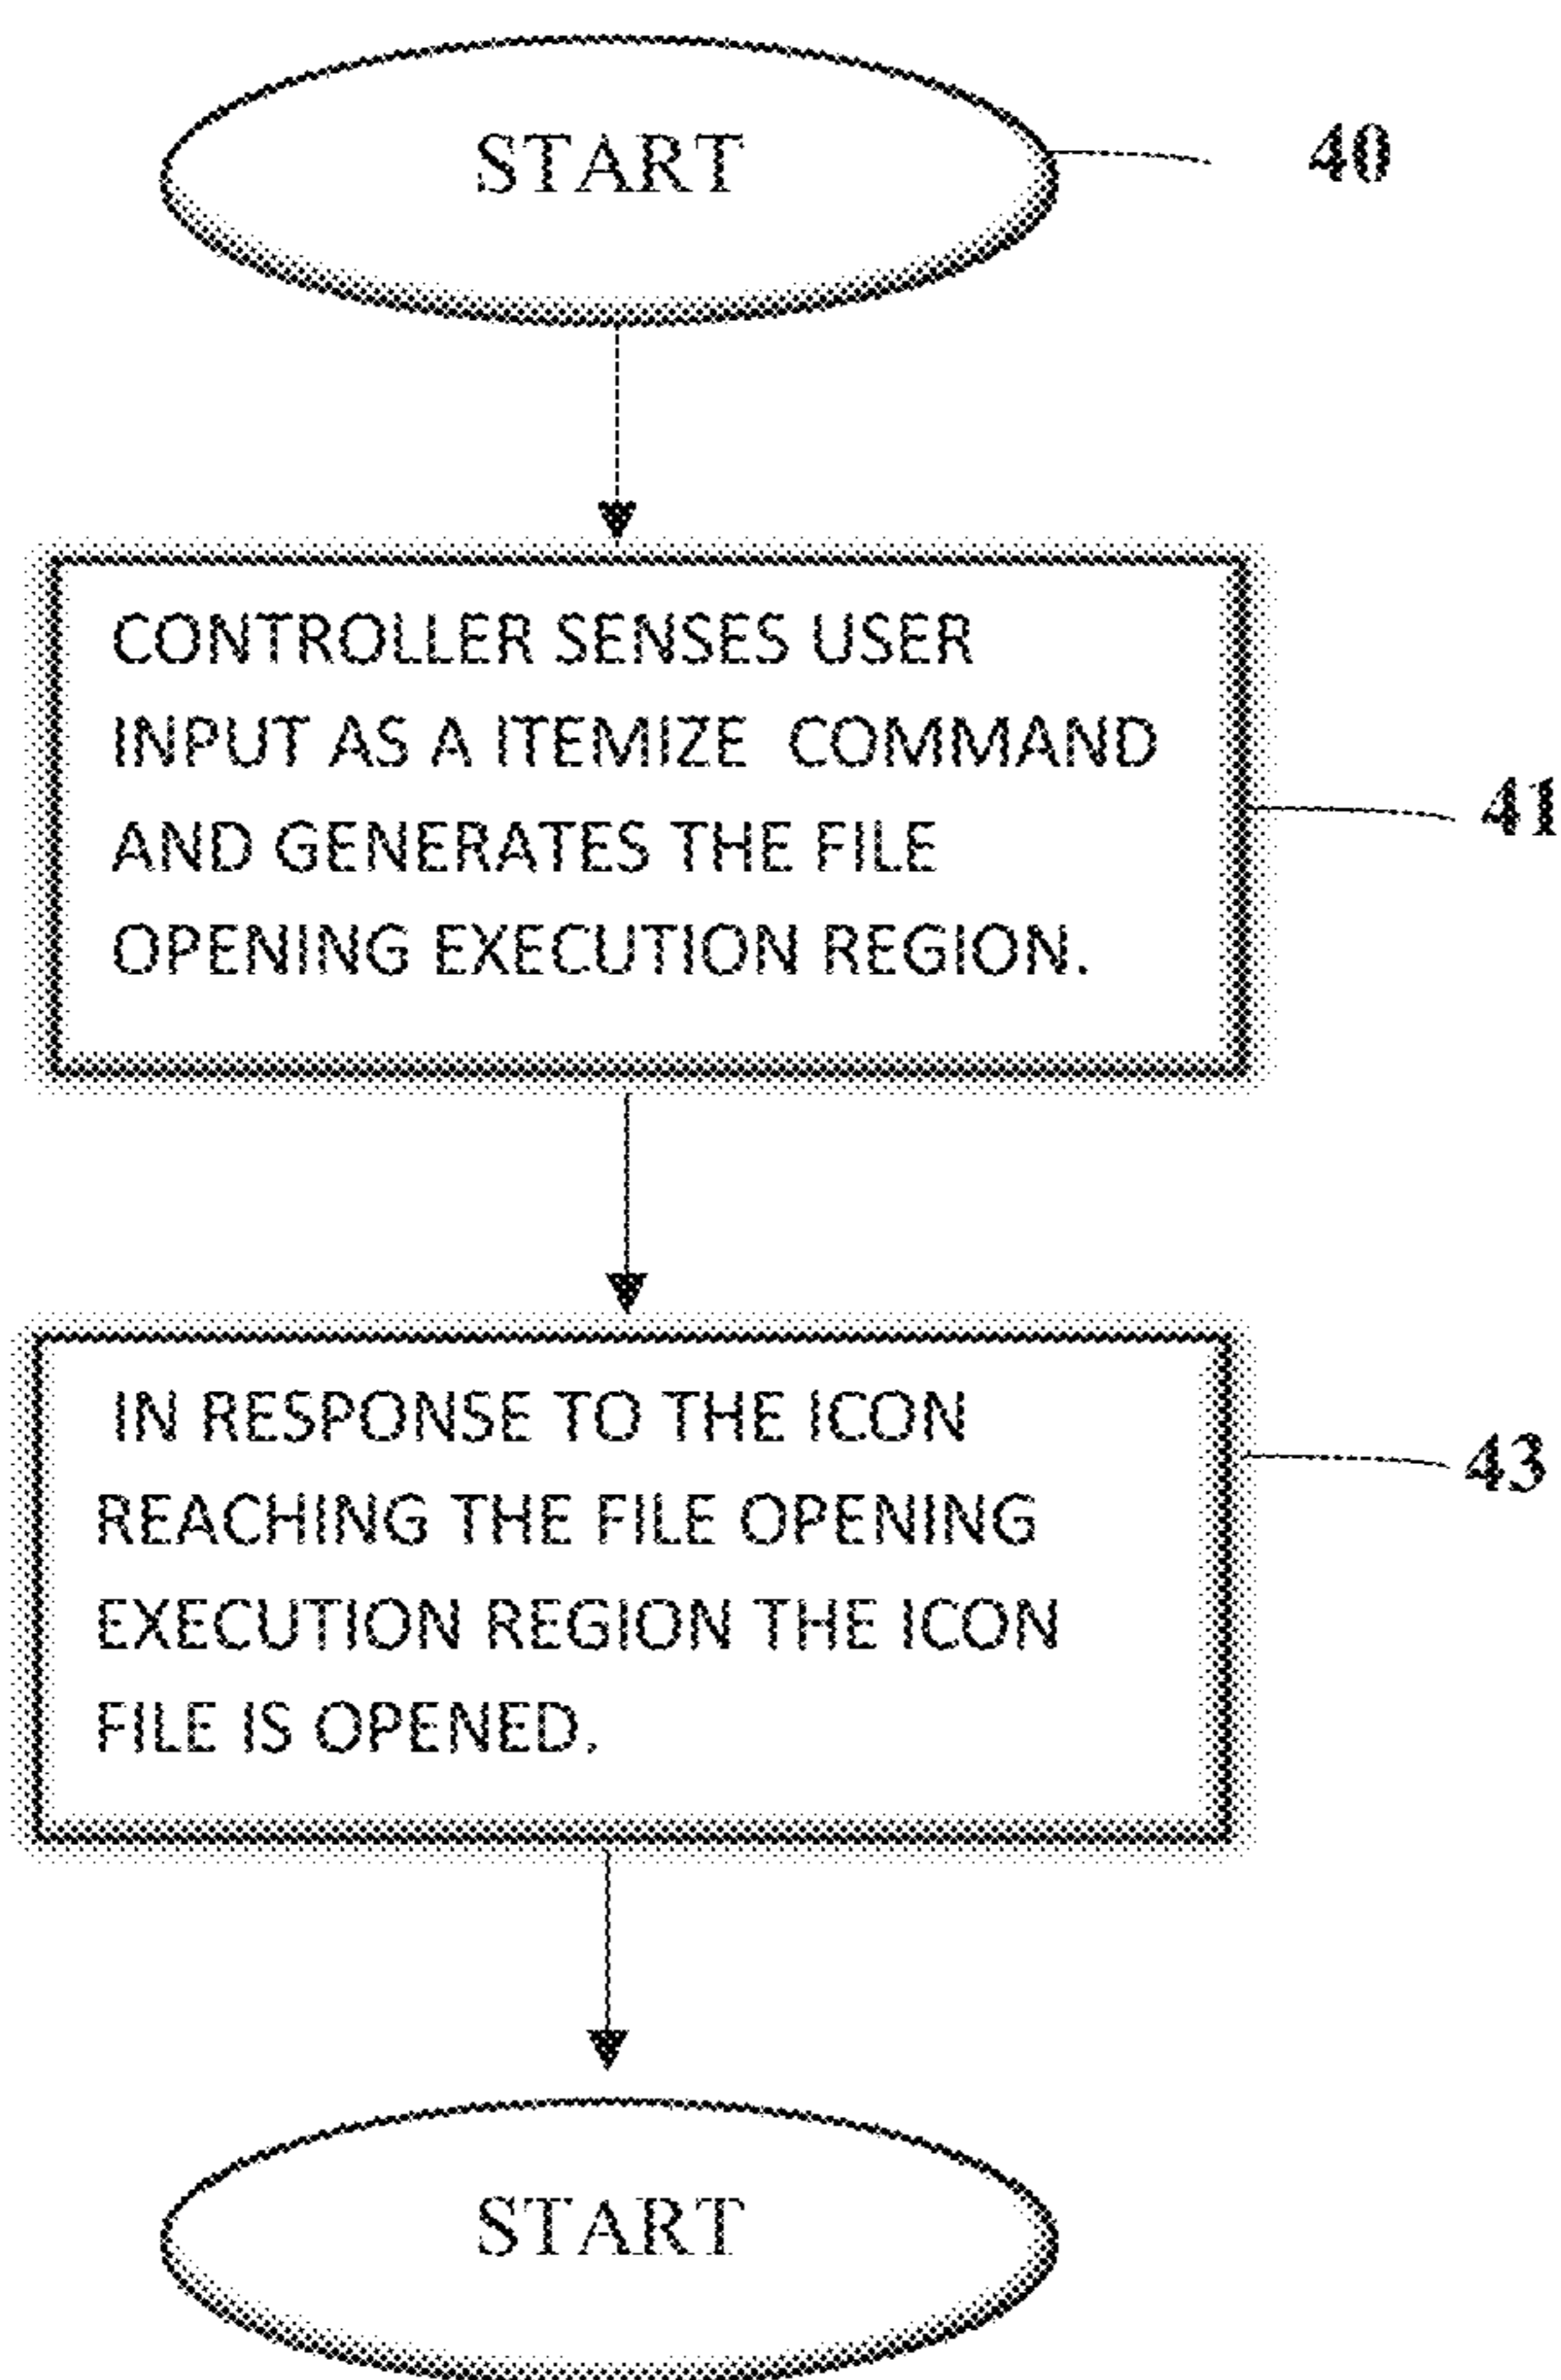 START
40
CONTROLLER SENSES USER
INPUT AS A ITEMIZE COMMAND
AND GENERATES THE FILE
OPENING EXECUTION REGION.
41
IN RESPONSE TO THE ICON
REACHING THE FILE OPENING
EXECUTION REGION THE ICON
FILE IS OPENED.
43
START